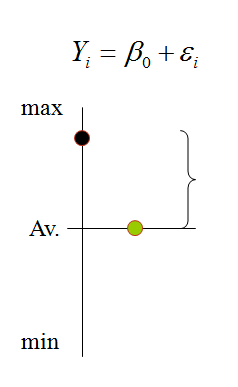 Yᵢ = β₀ + εᵢ
max
Av.
min